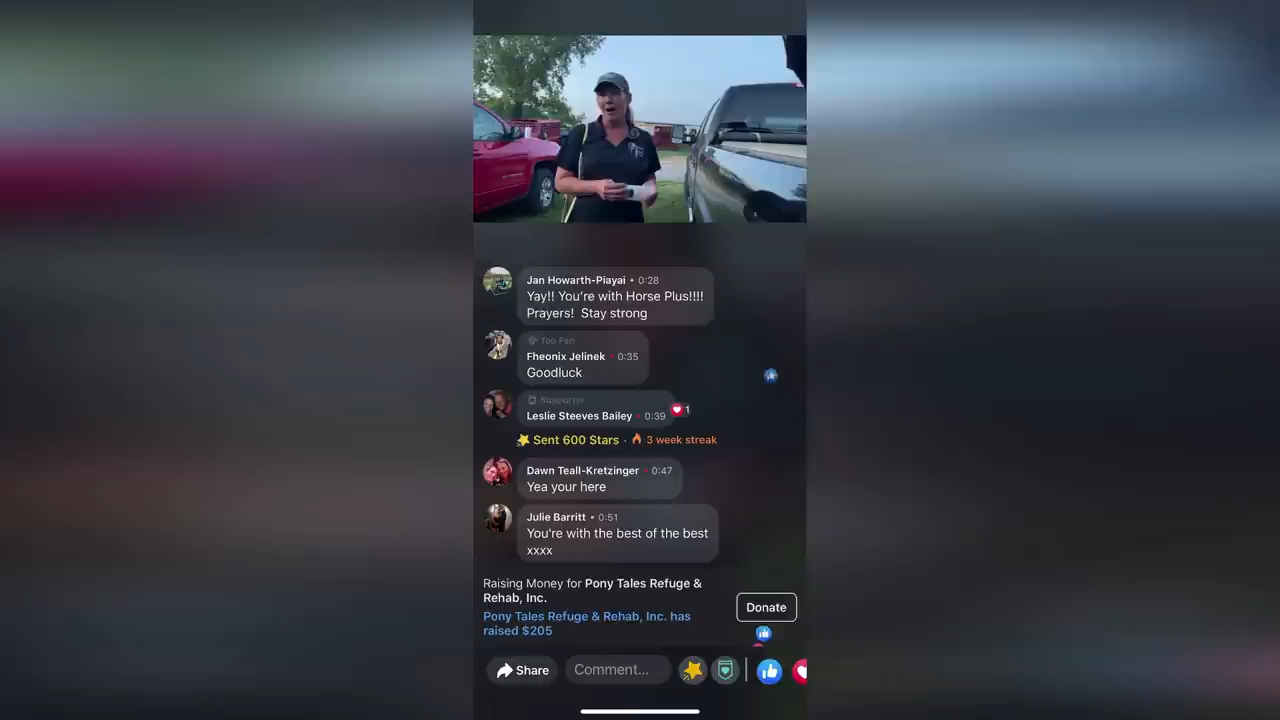 Jan Howarth-Piayai • 0:28
Yay!! You're with Horse Plus!!!!
Prayers! Stay strong
Top Fan
Fheonix Jelinek • 0:35
Goodluck
Supporter
Leslie Steeves Bailey • 0:39
1
Sent 600 Stars · 3 week streak
Dawn Teall-Kretzinger • 0:47
Yea your here
Julie Barritt • 0:51
You're with the best of the best
xxxx
Raising Money for Pony Tales Refuge &
Rehab, Inc.
Donate
Pony Tales Refuge & Rehab, Inc. has
raised $205
Share
Comment...